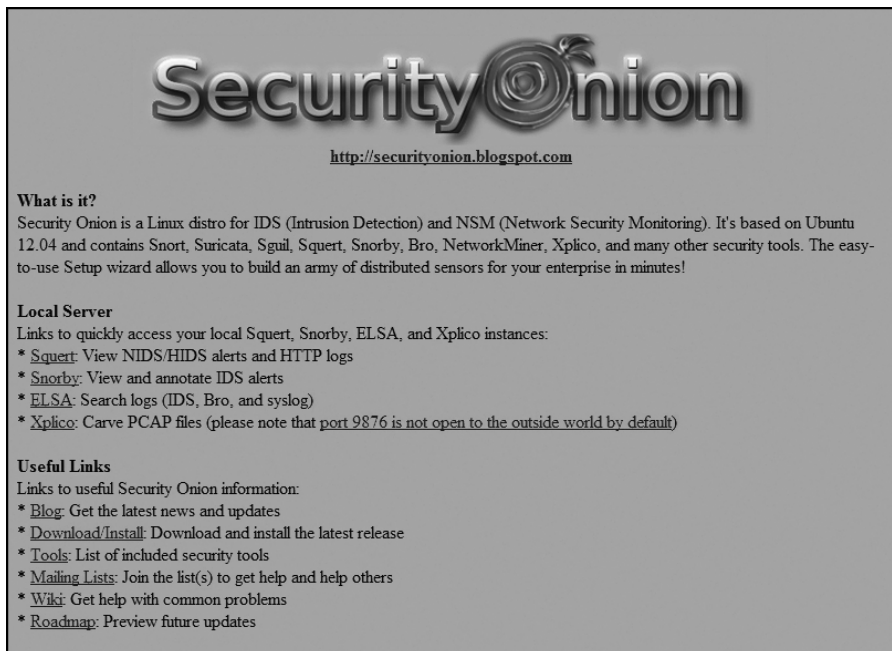 SecurityOnion
http://securityonion.blogspot.com
What is it?
Security Onion is a Linux distro for IDS (Intrusion Detection) and NSM (Network Security Monitoring). It's based on Ubuntu
12.04 and contains Snort, Suricata, Sguil, Squert, Snorby, Bro, NetworkMiner, Xplico, and many other security tools. The easy-
to-use Setup wizard allows you to build an army of distributed sensors for your enterprise in minutes!
Local Server
Links to quickly access your local Squert, Snorby, ELSA, and Xplico instances:
* Squert: View NIDS/HIDS alerts and HTTP logs
* Snorby: View and annotate IDS alerts
* ELSA: Search logs (IDS, Bro, and syslog)
* Xplico: Carve PCAP files (please note that port 9876 is not open to the outside world by default)
Useful Links
Links to useful Security Onion information:
* Blog: Get the latest news and updates
* Download/Install: Download and install the latest release
* Tools: List of included security tools
* Mailing Lists: Join the list(s) to get help and help others
* Wiki: Get help with common problems
* Roadmap: Preview future updates